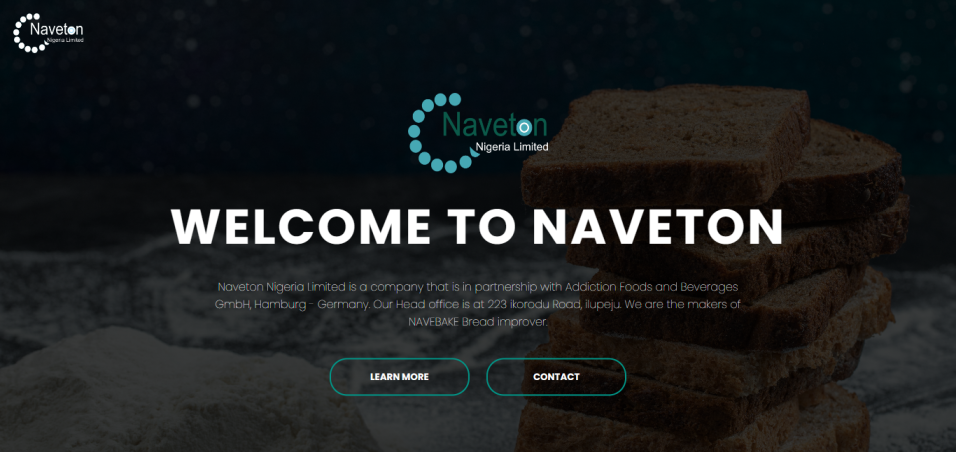 Naveton
Nigeria Limited
Naveton
Nigeria Limited
WELCOME TO NAVETON
Naveton Nigeria Limited is a company that is in partnership with Addiction Foods and Beverages
GmbH, Hamburg - Germany. Our Head office is at 223 ikorodu Road, ilupeju. We are the makers of
NAVEBAKE Bread improver.
LEARN MORE
CONTACT